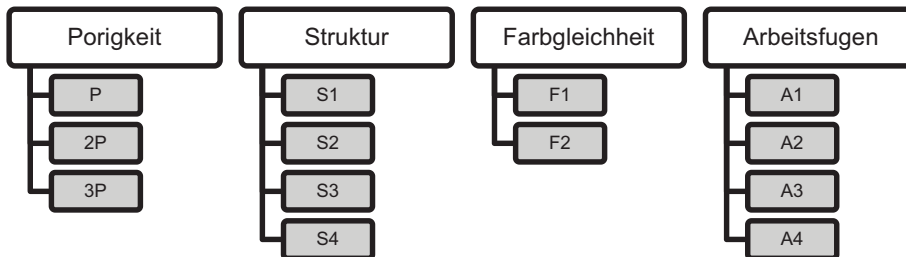 Porigkeit
P
2P
3P
Struktur
S1
S2
S3
S4
Farbgleichheit
F1
F2
Arbeitsfugen
A1
A2
A3
A4